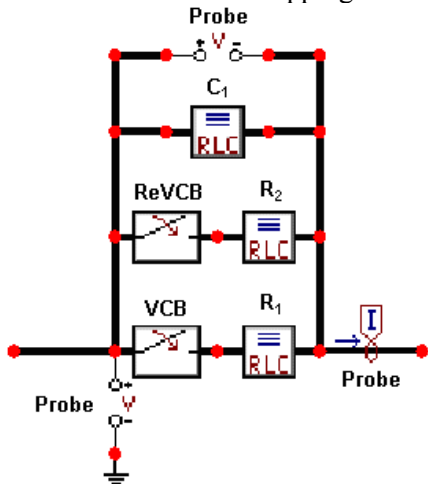 Probe
+ V -
C1
RLC
ReVCB
R2
RLC
VCB
R1
RLC
I
Probe
+
Probe V
-